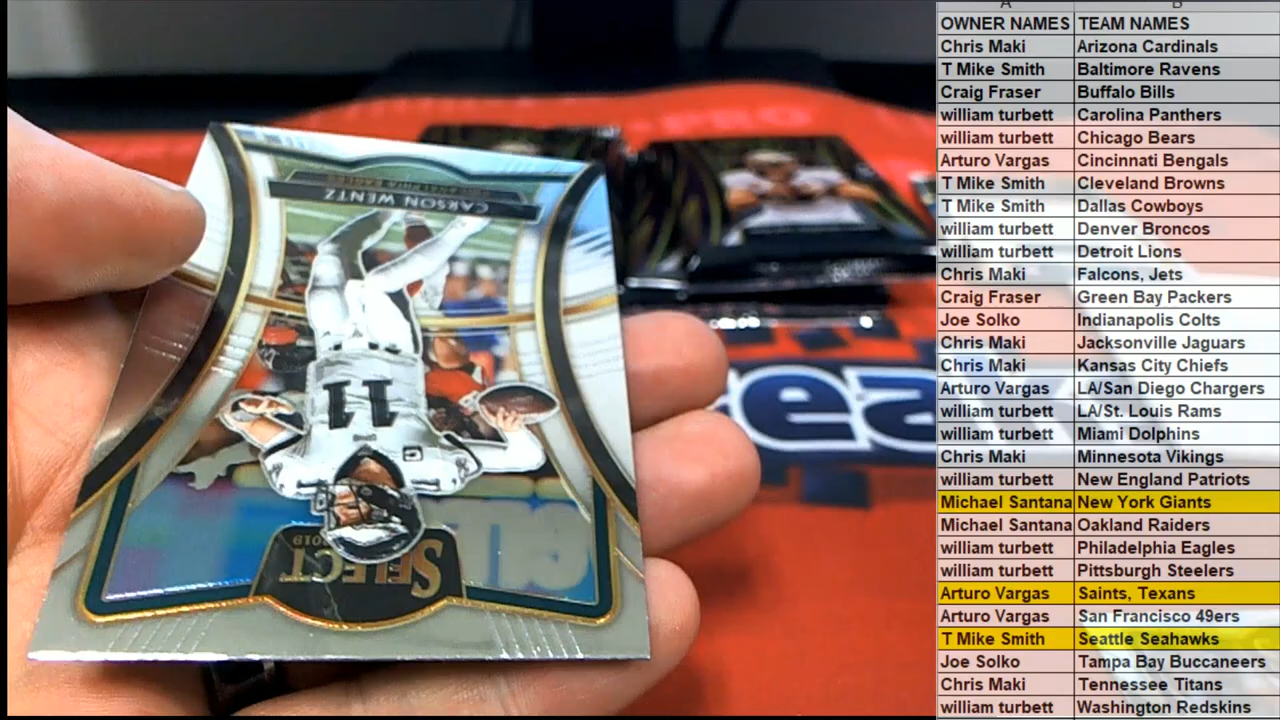 A B
OWNER NAMES TEAM NAMES
Chris Maki Arizona Cardinals
T Mike Smith Baltimore Ravens
Craig Fraser Buffalo Bills
william turbett Carolina Panthers
william turbett Chicago Bears
Arturo Vargas Cincinnati Bengals
T Mike Smith Cleveland Browns
T Mike Smith Dallas Cowboys
william turbett Denver Broncos
william turbett Detroit Lions
Chris Maki Falcons, Jets
Craig Fraser Green Bay Packers
Joe Solko Indianapolis Colts
Chris Maki Jacksonville Jaguars
Chris Maki Kansas City Chiefs
Arturo Vargas LA/San Diego Chargers
william turbett LA/St. Louis Rams
william turbett Miami Dolphins
Chris Maki Minnesota Vikings
william turbett New England Patriots
Michael Santana New York Giants
Michael Santana Oakland Raiders
william turbett Philadelphia Eagles
william turbett Pittsburgh Steelers
Arturo Vargas Saints, Texans
Arturo Vargas San Francisco 49ers
T Mike Smith Seattle Seahawks
Joe Solko Tampa Bay Buccaneers
Chris Maki Tennessee Titans
william turbett Washington Redskins
PHILADELPHIA EAGLES
CARSON WENTZ
11
2019
SELECT